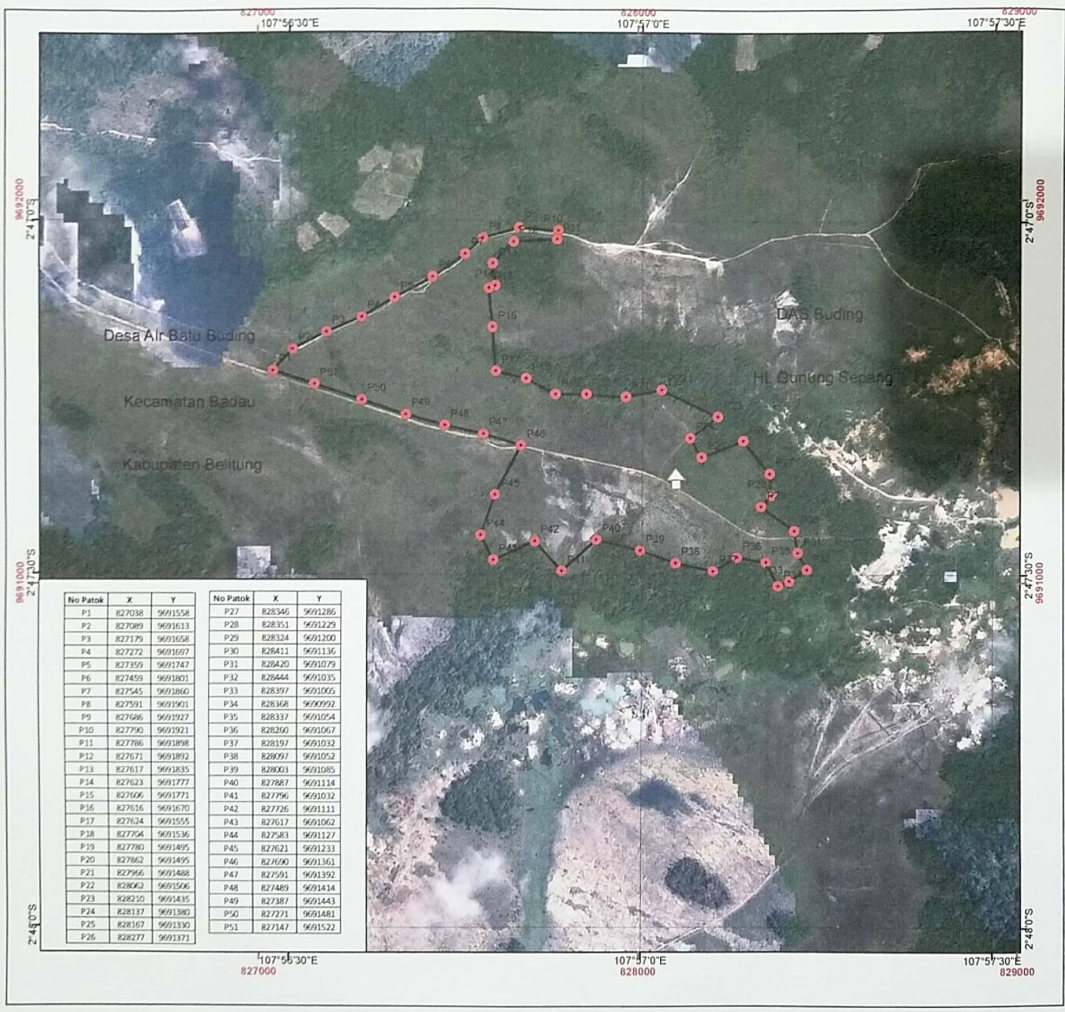 827000 828000 829000
107°56'30"E 107°57'0"E 107°57'30"E
9692000 9692000
2°47'0"S 2°47'0"S
P10
P3
P16
P18
P51
P50
P49
P48
P47
P46
P45
P44
P42
P41
P40
P39
P38
P36
DAS Buding
HL Gunung Sepang
Desa Air Batu Buding
Kecamatan Badau
Kabupaten Belitung
9691000 9691000
2°47'30"S 2°47'30"S
No Patok X Y
P1 827038 9691558
P2 827089 9691613
P3 827179 9691658
P4 827272 9691697
P5 827359 9691747
P6 827459 9691801
P7 827545 9691860
P8 827591 9691901
P9 827686 9691927
P10 827790 9691921
P11 827786 9691898
P12 827671 9691892
P13 827617 9691835
P14 827623 9691777
P15 827606 9691771
P16 827616 9691670
P17 827624 9691555
P18 827704 9691536
P19 827780 9691495
P20 827862 9691495
P21 827966 9691488
P22 828062 9691506
P23 828210 9691435
P24 828137 9691380
P25 828167 9691330
P26 828277 9691371
No Patok X Y
P27 828346 9691286
P28 828351 9691229
P29 828324 9691200
P30 828411 9691136
P31 828420 9691079
P32 828444 9691035
P33 828397 9691005
P34 828368 9690992
P35 828337 9691054
P36 828260 9691067
P37 828197 9691032
P38 828097 9691052
P39 828003 9691085
P40 827887 9691114
P41 827796 9691032
P42 827726 9691111
P43 827617 9691062
P44 827583 9691127
P45 827621 9691233
P46 827690 9691361
P47 827591 9691392
P48 827489 9691414
P49 827387 9691443
P50 827271 9691481
P51 827147 9691522
2°48'0"S 2°48'0"S
107°56'30"E 107°57'0"E 107°57'30"E
827000 828000 829000